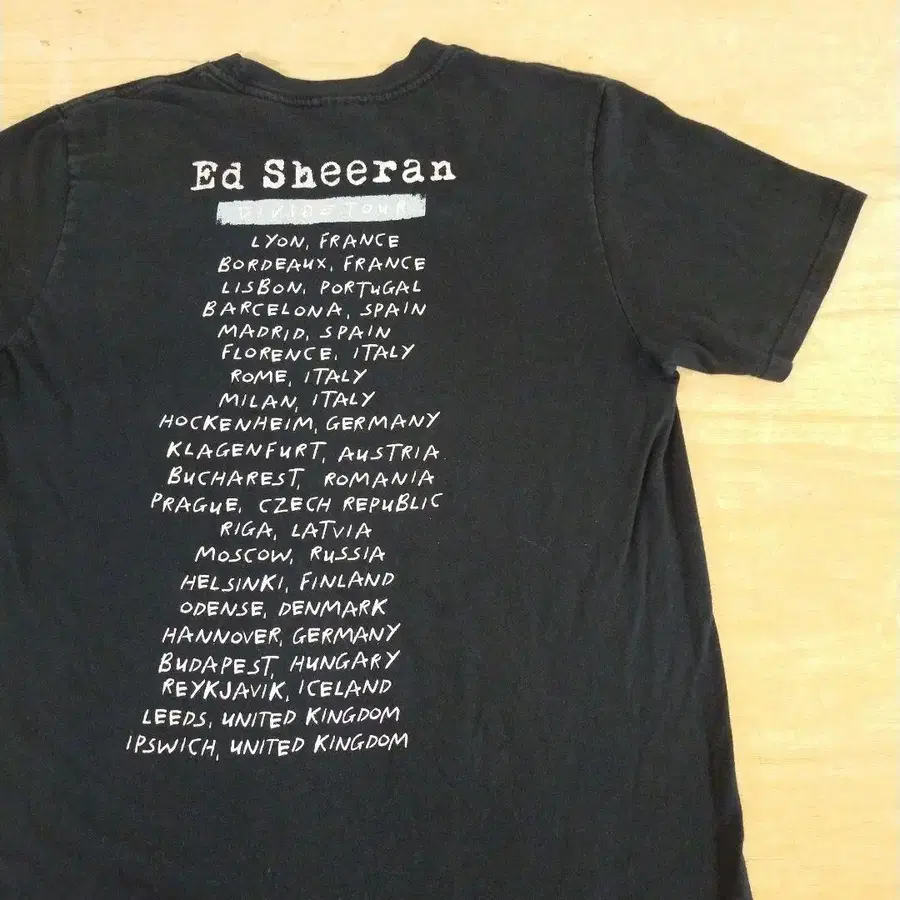 Ed Sheeran
DIVIDE TOUR
LYON, FRANCE
BORDEAUX, FRANCE
LISBON, PORTUGAL
BARCELONA, SPAIN
MADRID, SPAIN
FLORENCE, ITALY
ROME, ITALY
MILAN, ITALY
HOCKENHEIM, GERMANY
KLAGENFURT, AUSTRIA
BUCHAREST, ROMANIA
PRAGUE, CZECH REPUBLIC
RIGA, LATVIA
MOSCOW, RUSSIA
HELSINKI, FINLAND
ODENSE, DENMARK
HANNOVER, GERMANY
BUDAPEST, HUNGARY
REYKJAVIK, ICELAND
LEEDS, UNITED KINGDOM
IPSWICH, UNITED KINGDOM